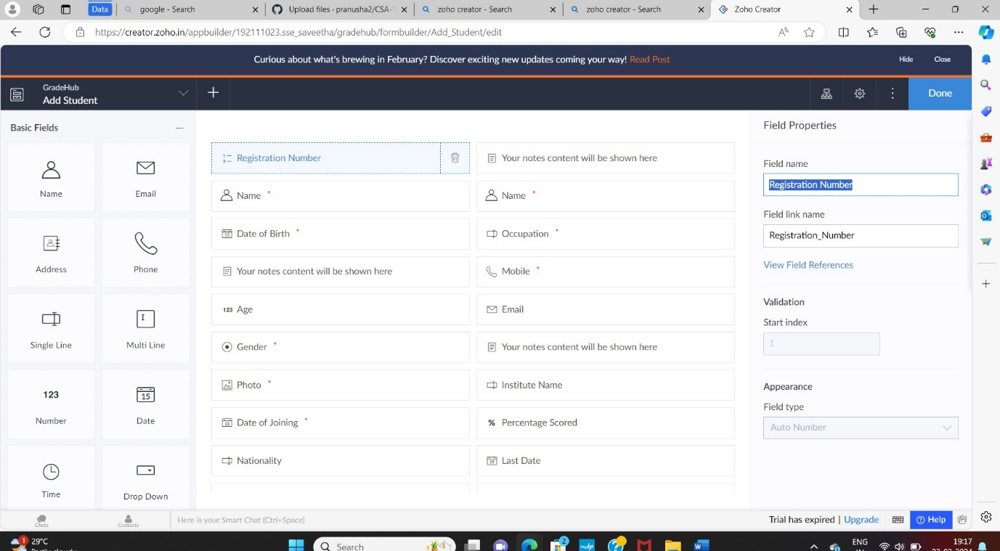 Data
google - Search
Upload files · pranusha2/CSA-
zoho creator - Search
zoho creator - Search
Zoho Creator
https://creator.zoho.in/appbuilder/192111023.sse_saveetha/gradehub/formbuilder/Add_Student/edit
Curious about what's brewing in February? Discover exciting new updates coming your way! Read Post
Hide
Close
GradeHub
Add Student
Done
Basic Fields
Name
Email
Address
Phone
Single Line
Multi Line
123
Number
15
Date
Time
Drop Down
Registration Number
Your notes content will be shown here
Name *
Name *
Date of Birth *
Occupation *
Your notes content will be shown here
Mobile *
123 Age
Email
Gender *
Your notes content will be shown here
Photo *
Institute Name
Date of Joining *
% Percentage Scored
Nationality
Last Date
Field Properties
Field name
Registration Number
Field link name
Registration_Number
View Field References
Validation
Start index
1
Appearance
Field type
Auto Number
Chats
Contacts
Here is your Smart Chat (Ctrl+Space)
Trial has expired | Upgrade
Help
1
29°C
Search
2
ENG
19:17